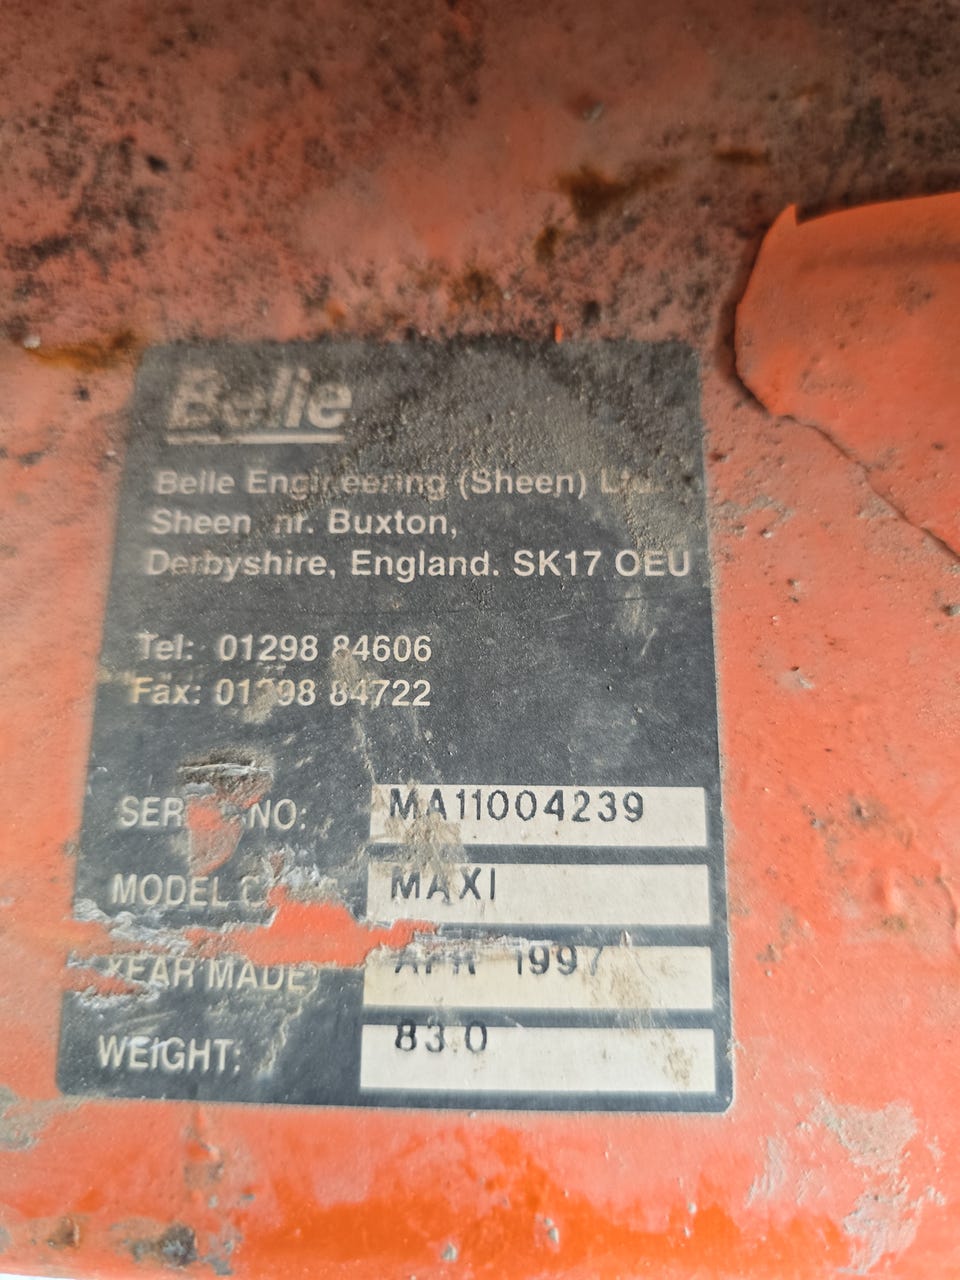 Belle
Belle Engineering (Sheen) Ltd
Sheen nr. Buxton,
Derbyshire, England. SK17 OEU
Tel: 01298 84606
Fax: 01298 84722
SER NO: MA11004239
MODEL MAXI
YEAR MADE: APR 1997
WEIGHT: 83.0